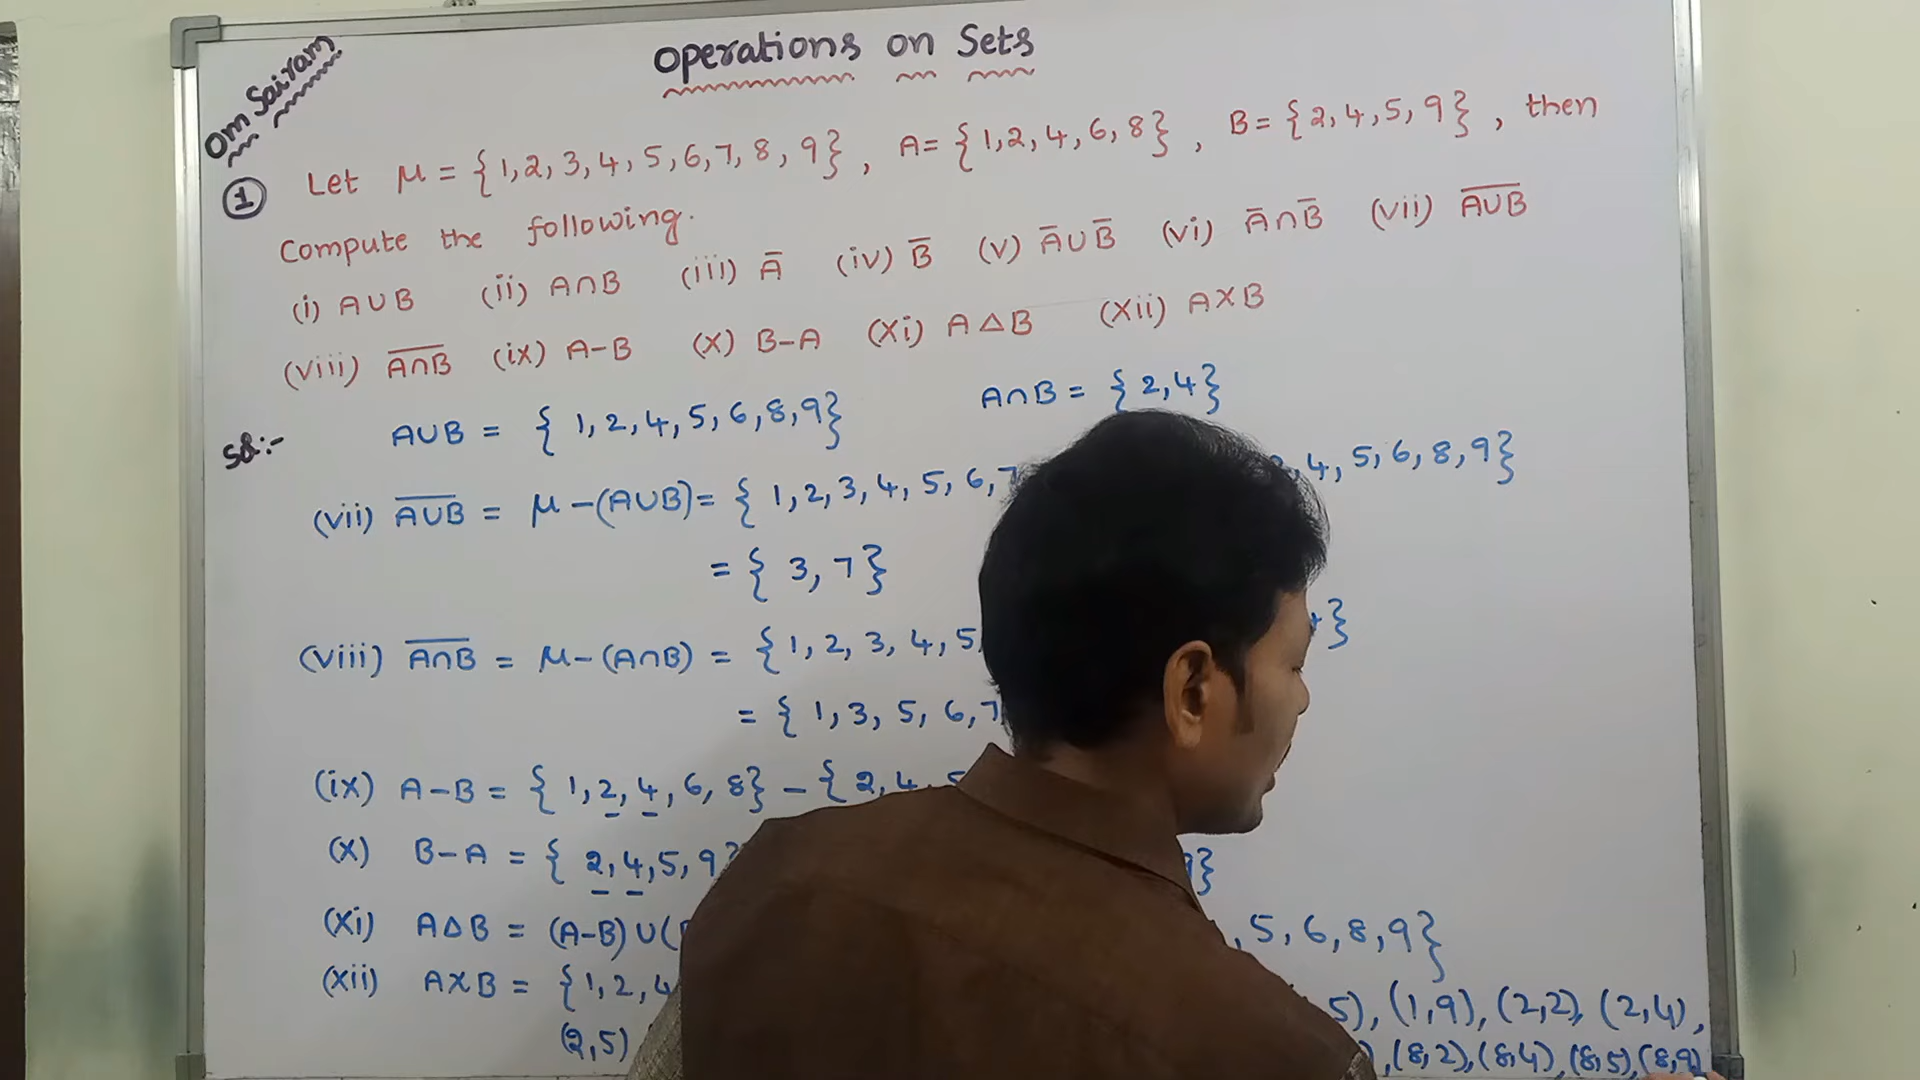 Om Sairam
Operations on Sets
① Let μ = {1,2,3,4,5,6,7,8,9}, A= {1,2,4,6,8}, B= {2,4,5,9}, then
Compute the following.
(i) A∪B (ii) A∩B (iii) A̅ (iv) B̅ (v) A̅∪B̅ (vi) A̅∩B̅ (vii) A̅∪̅B̅
(viii) A̅∩̅B̅ (ix) A-B (x) B-A (xi) A△B (xii) A×B
Sol:- A∪B = {1,2,4,5,6,8,9} A∩B = {2,4}
(vii) A̅∪̅B̅ = μ-(A∪B)= {1,2,3,4,5,6,7 4,5,6,8,9}
= {3,7}
(viii) A̅∩̅B̅ = μ-(A∩B) = {1,2,3,4,5, }
= {1,3,5,6,7
(ix) A-B = {1,2,4,6,8} - {2,4,5
(x) B-A = {2,4,5,9} 9}
(xi) A△B = (A-B)∪( ,5,6,8,9}
(xii) A×B = {1,2,4 5),(1,9),(2,2),(2,4),
(2,5) ),(8,2),(8,4),(8,5),(8,9)